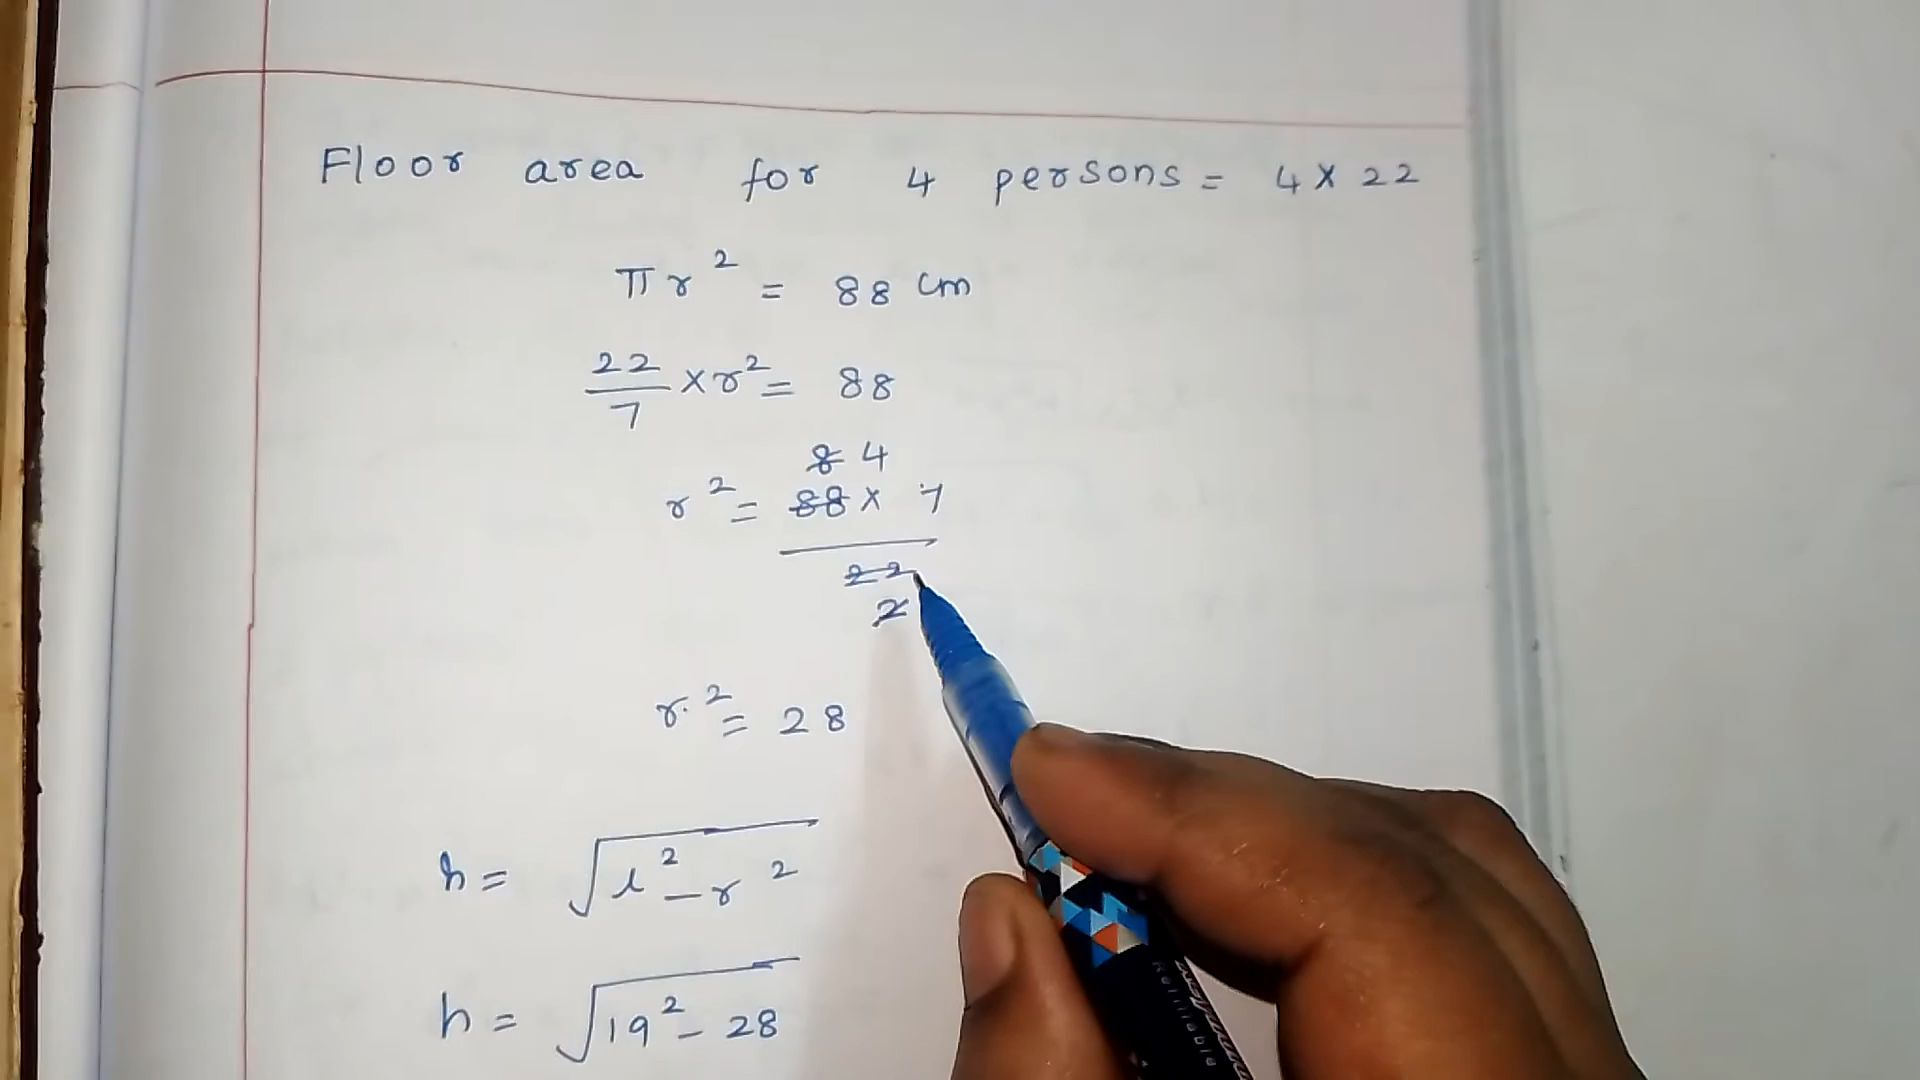 Floor area for 4 persons = 4 × 22
πr² = 88 cm
22/7 × r² = 88
8 4
r² = 88 × 7
22
2
r.² = 28
h = √l² – r²
h = √19² – 28